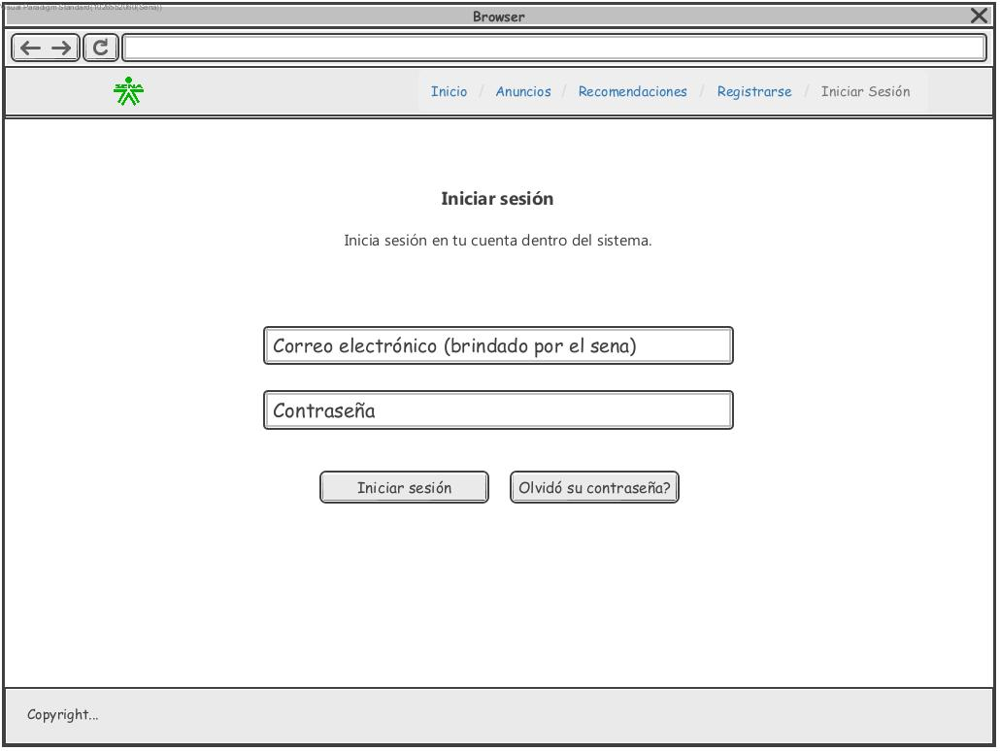 Visual Paradigm Standard(1026552060(Sena))
Browser
SENA
Inicio / Anuncios / Recomendaciones / Registrarse / Iniciar Sesión
Iniciar sesión
Inicia sesión en tu cuenta dentro del sistema.
Correo electrónico (brindado por el sena)
Contraseña
Iniciar sesión
Olvidó su contraseña?
Copyright...